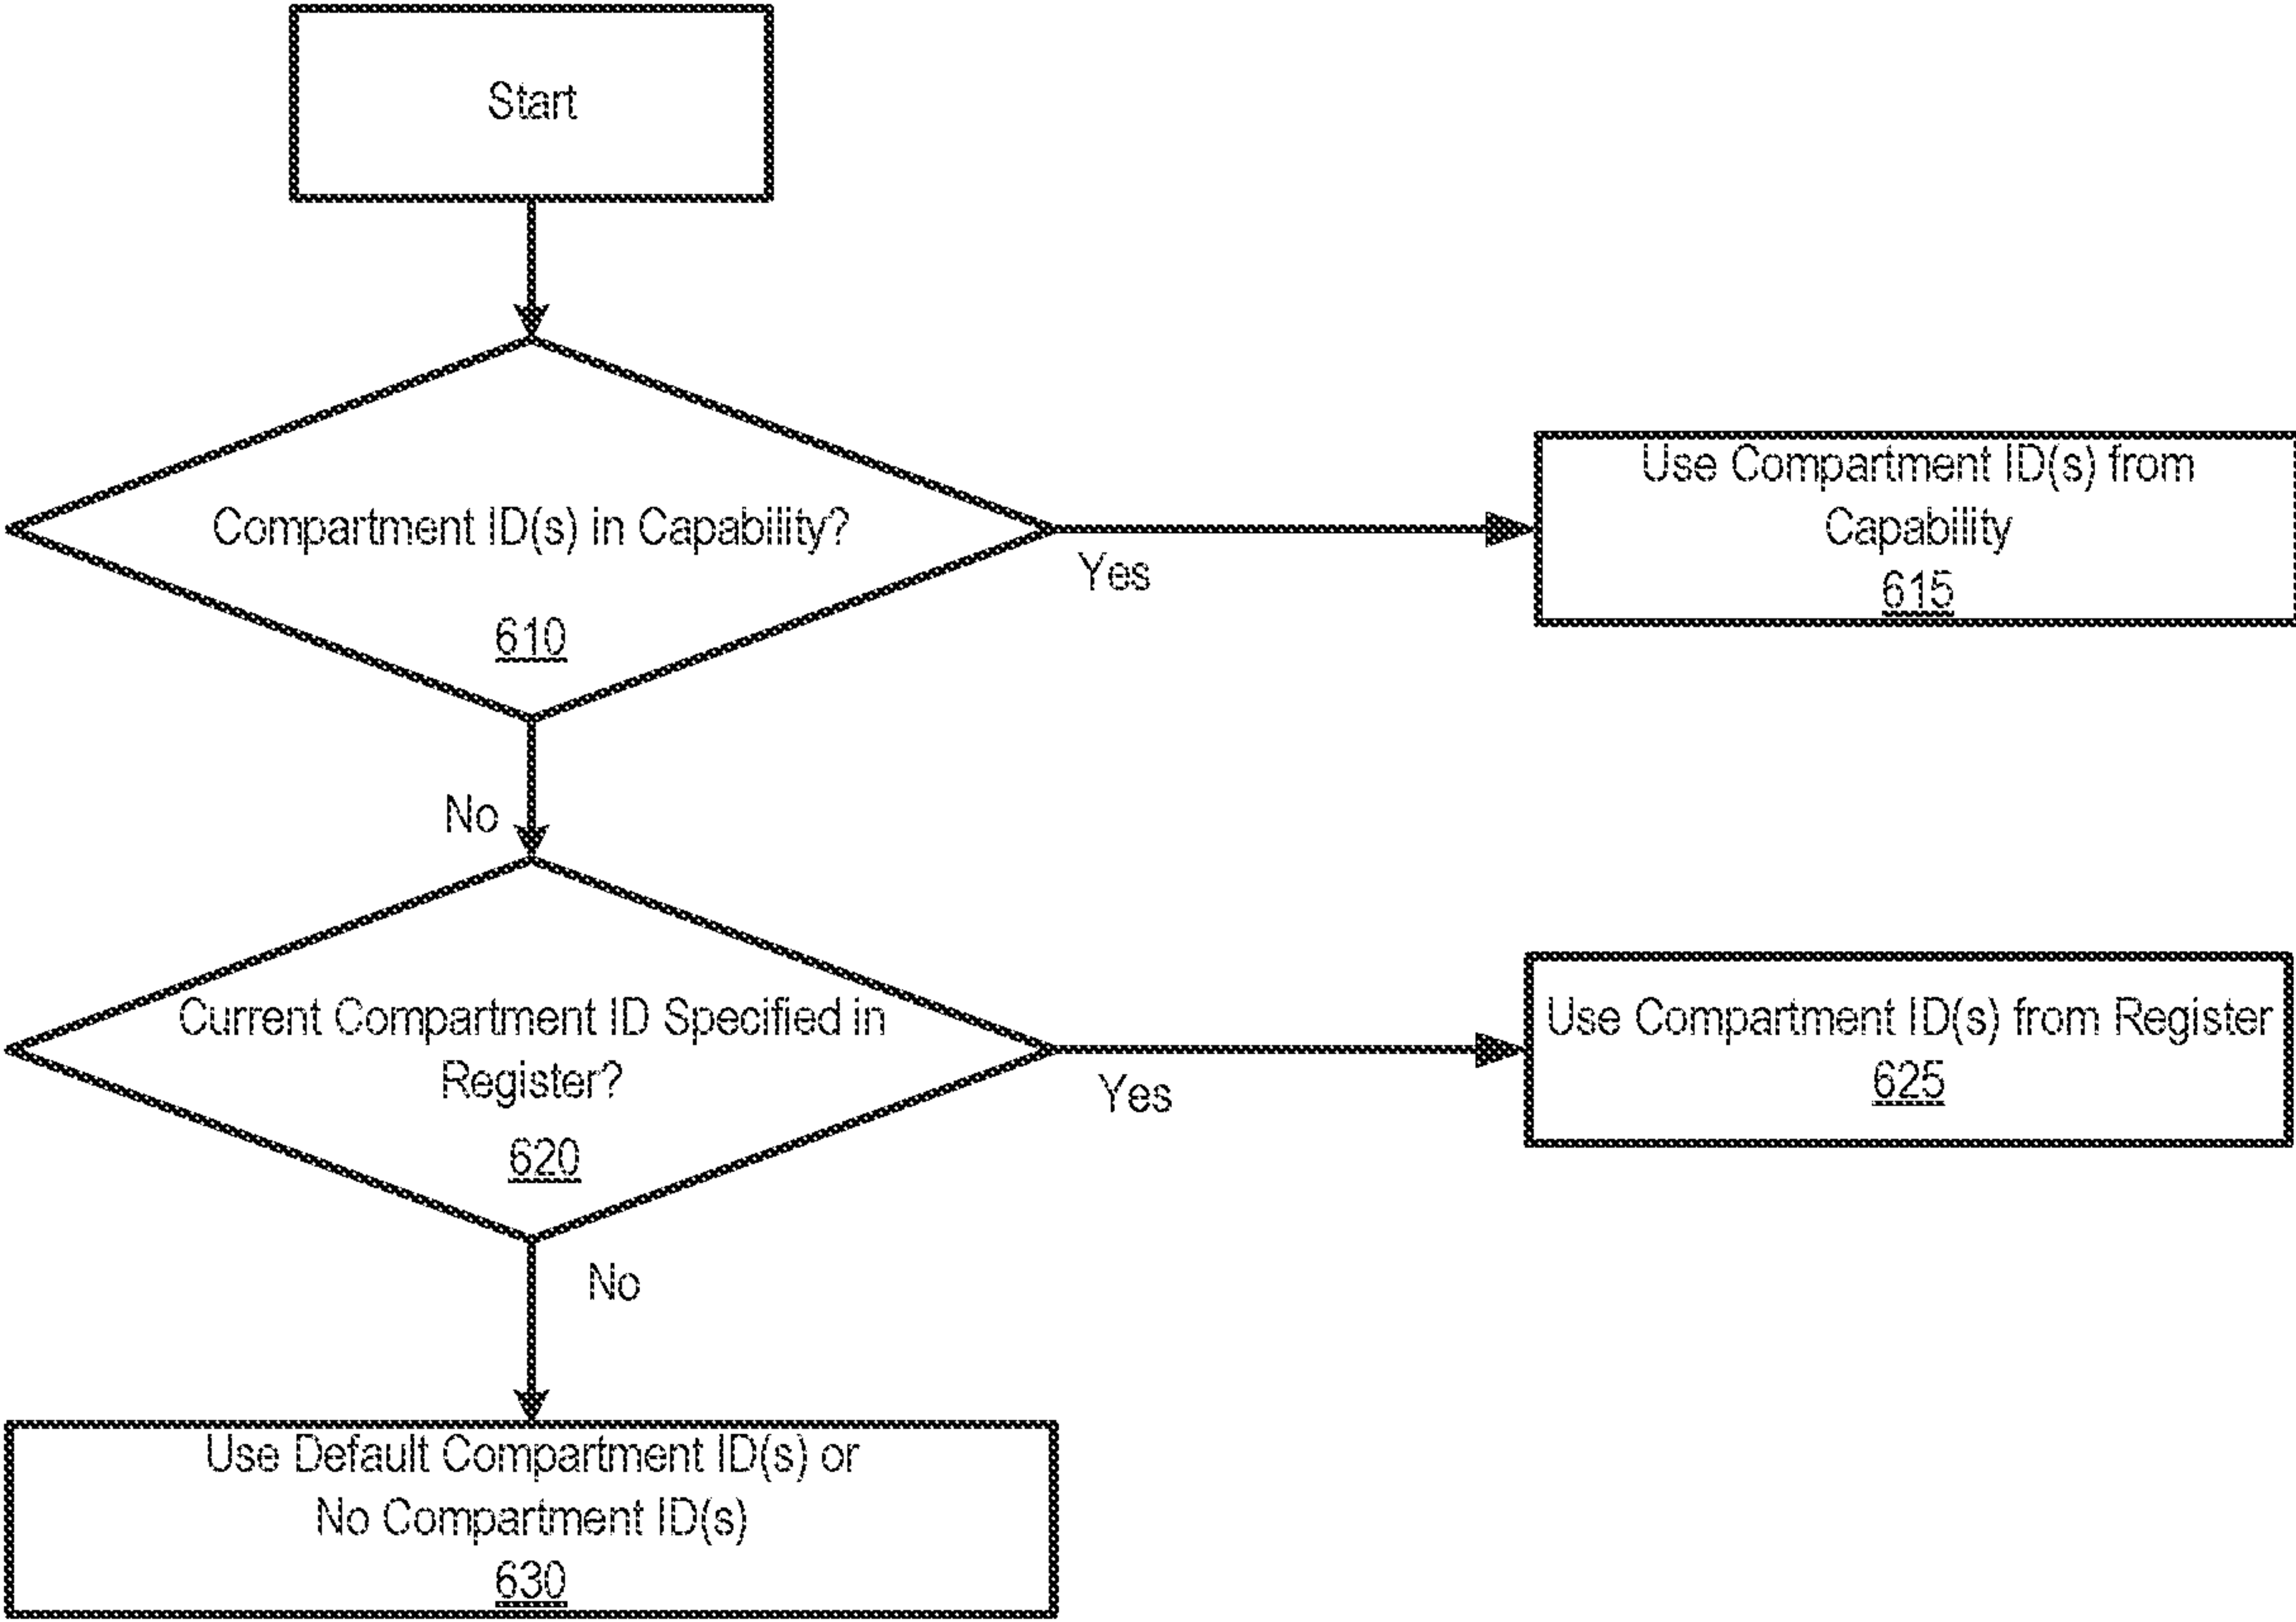 Start
Compartment ID(s) in Capability?
610
Yes
Use Compartment ID(s) from
Capability
615
No
Current Compartment ID Specified in
Register?
620
Yes
Use Compartment ID(s) from Register
625
No
Use Default Compartment ID(s) or
No Compartment ID(s)
630